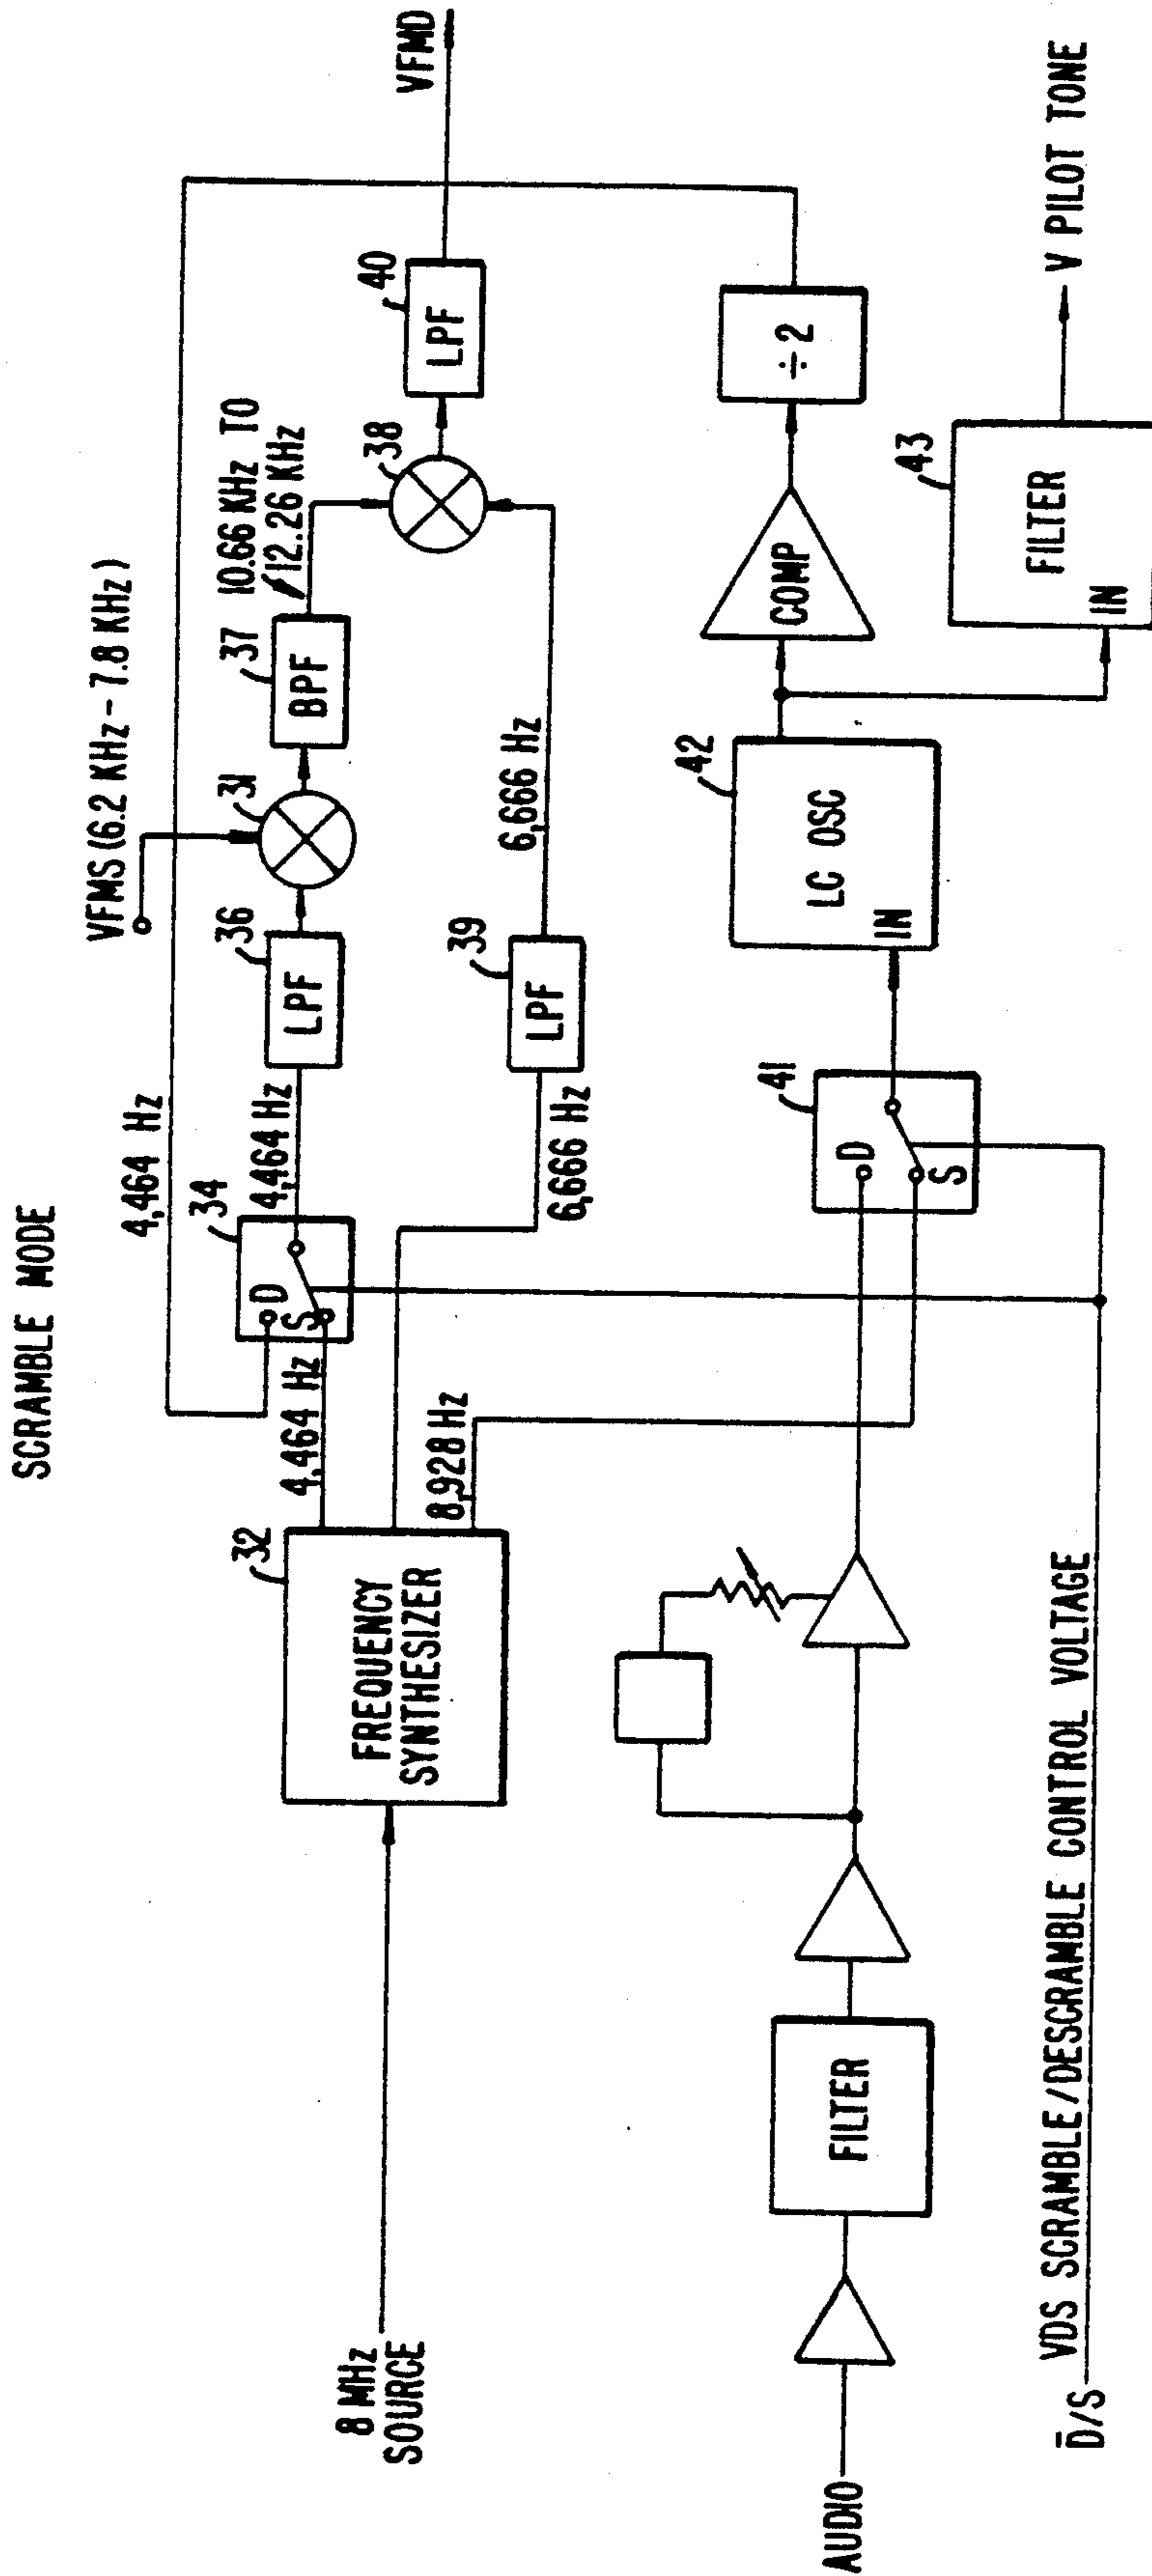 SCRAMBLE MODE
VFMS (6.2 KHz - 7.8 KHz)
4,464 Hz
34
D
S
4,464 Hz
4,464 Hz
36
LPF
31
37
BPF
10.66 KHz TO
12.26 KHz
38
40
LPF
VFMD
32
FREQUENCY
SYNTHESIZER
8 MHz
SOURCE
6,666 Hz
39
LPF
6,666 Hz
8,928 Hz
41
D
S
42
LC OSC
IN
COMP
÷2
43
FILTER
IN
V PILOT TONE
AUDIO
FILTER
D̄/S
VDS SCRAMBLE/DESCRAMBLE CONTROL VOLTAGE